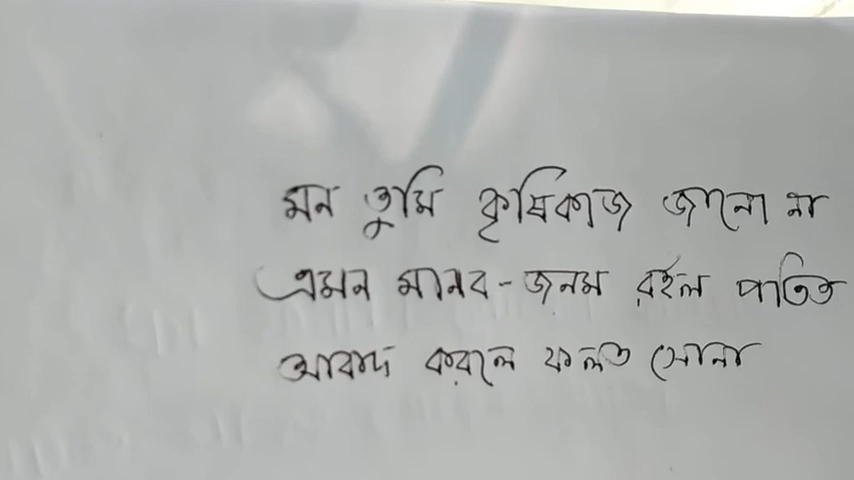 মন তুমি কৃষিকাজ জানো না
এমন মানব-জনম রইল পতিত
আবাদ করলে ফলত সোনা